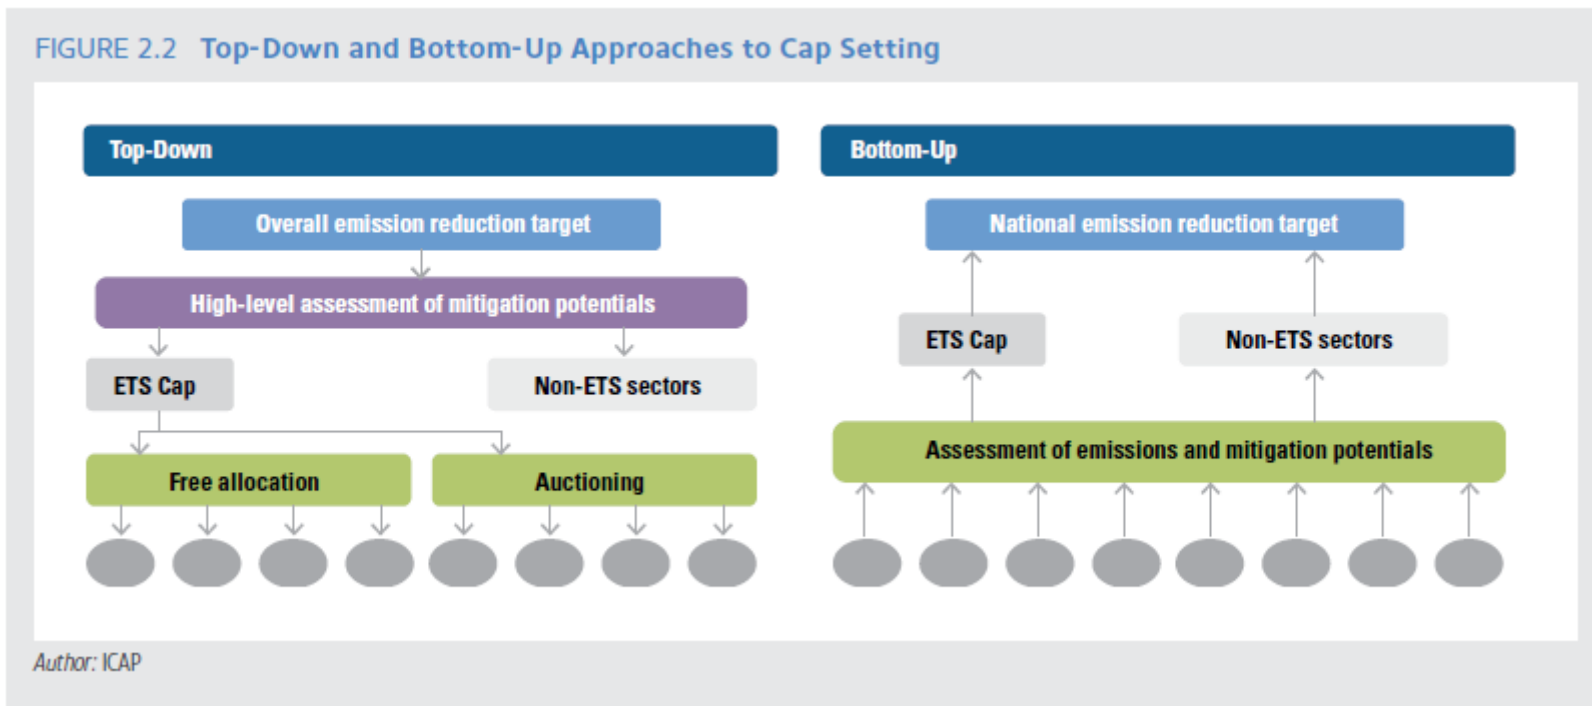 FIGURE 2.2 Top-Down and Bottom-Up Approaches to Cap Setting
Top-Down
Overall emission reduction target
High-level assessment of mitigation potentials
ETS Cap
Non-ETS sectors
Free allocation
Auctioning
Bottom-Up
National emission reduction target
ETS Cap
Non-ETS sectors
Assessment of emissions and mitigation potentials
Author: ICAP